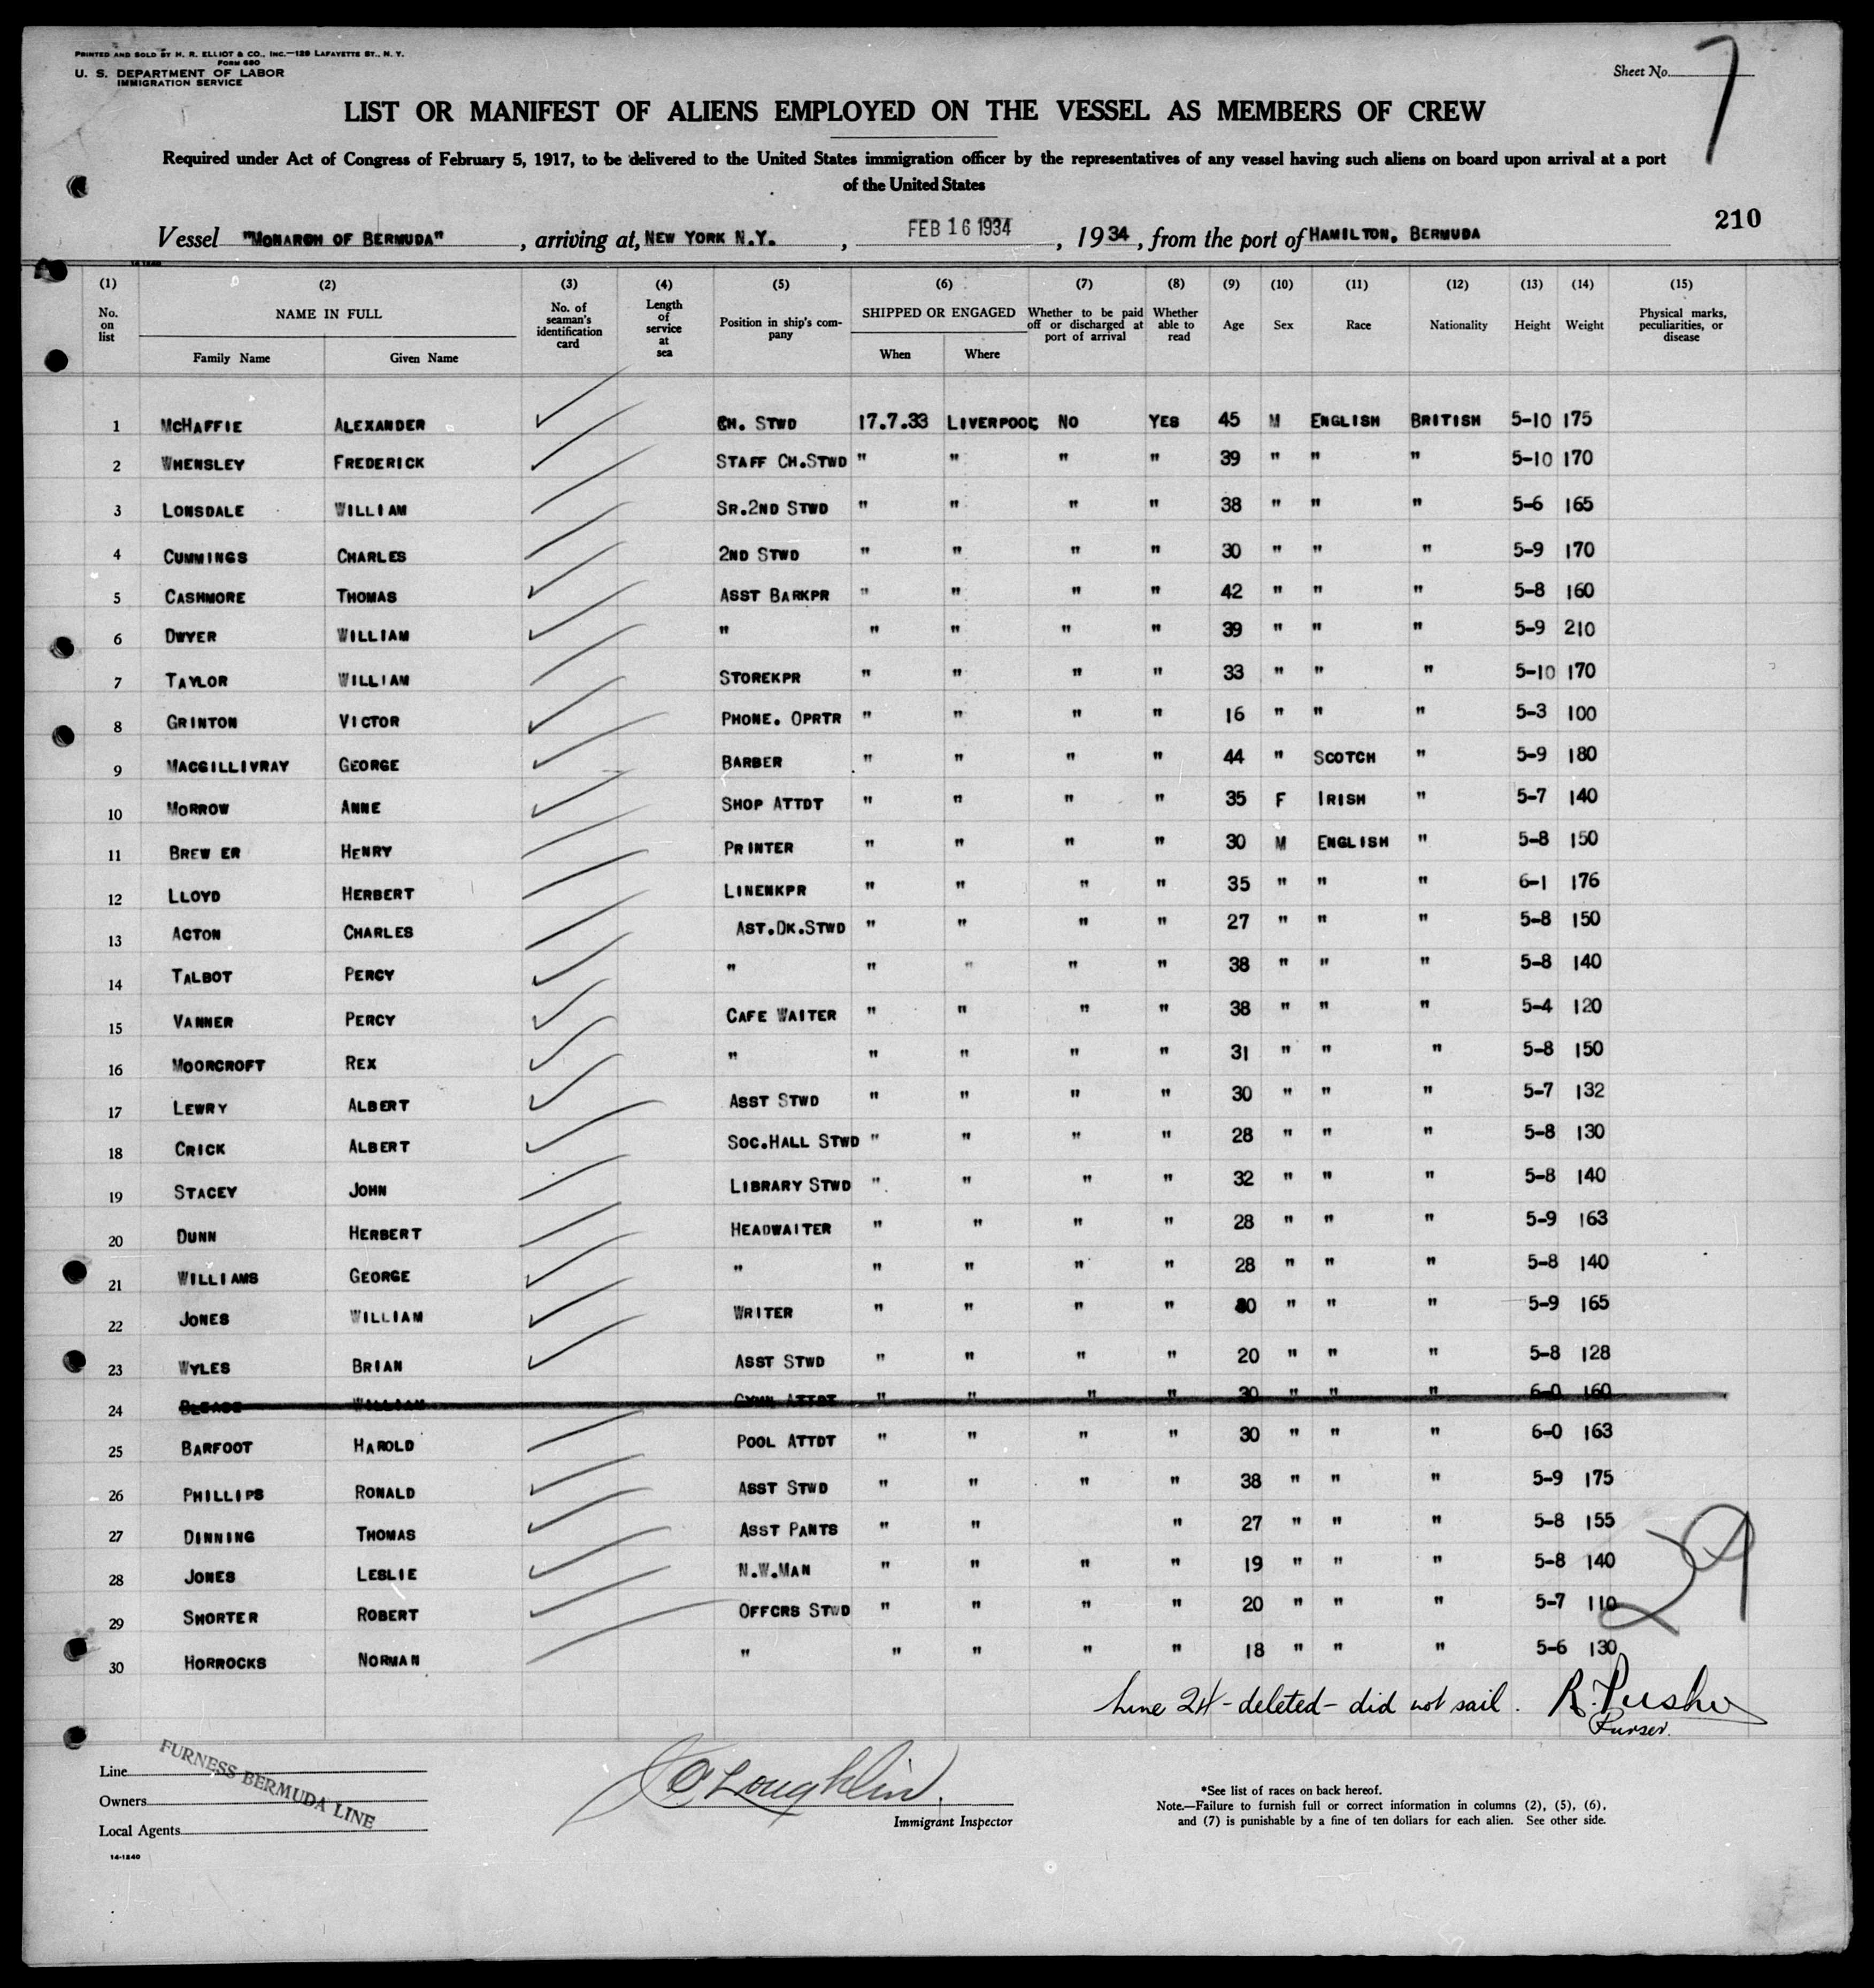 PRINTED AND SOLD BY H. R. ELLIOT & CO., INC.—129 LAFAYETTE ST., N. Y.
FORM 680
U. S. DEPARTMENT OF LABOR
IMMIGRATION SERVICE
Sheet No. 7
LIST OR MANIFEST OF ALIENS EMPLOYED ON THE VESSEL AS MEMBERS OF CREW
Required under Act of Congress of February 5, 1917, to be delivered to the United States immigration officer by the representatives of any vessel having such aliens on board upon arrival at a port
of the United States
210
Vessel "MONARCH OF BERMUDA", arriving at, NEW YORK N.Y., FEB 16 1934, 1934, from the port of HAMILTON, BERMUDA
14-1240
(1) (2) (3) (4) (5) (6) (7) (8) (9) (10) (11) (12) (13) (14) (15)
No. on list NAME IN FULL Family Name Given Name No. of seaman's identification card Length of service at sea Position in ship's company SHIPPED OR ENGAGED When Where Whether to be paid off or discharged at port of arrival Whether able to read Age Sex Race Nationality Height Weight Physical marks, peculiarities, or disease
1 MCHAFFIE ALEXANDER CH. STWD 17.7.33 LIVERPOOL NO YES 45 M ENGLISH BRITISH 5-10 175
2 WHENSLEY FREDERICK STAFF CH.STWD " " " " 39 " " " 5-10 170
3 LONSDALE WILLIAM SR.2ND STWD " " " " 38 " " " 5-6 165
4 CUMMINGS CHARLES 2ND STWD " " " " 30 " " " 5-9 170
5 CASHMORE THOMAS ASST BARKPR " " " " 42 " " " 5-8 160
6 DWYER WILLIAM " " " " " 39 " " " 5-9 210
7 TAYLOR WILLIAM STOREKPR " " " " 33 " " " 5-10 170
8 GRINTON VICTOR PHONE. OPRTR " " " " 16 " " " 5-3 100
9 MACGILLIVRAY GEORGE BARBER " " " " 44 " SCOTCH " 5-9 180
10 MORROW ANNE SHOP ATTDT " " " " 35 F IRISH " 5-7 140
11 BREW ER HENRY PRINTER " " " " 30 M ENGLISH " 5-8 150
12 LLOYD HERBERT LINENKPR " " " " 35 " " " 6-1 176
13 ACTON CHARLES AST.DK.STWD " " " " 27 " " " 5-8 150
14 TALBOT PERCY " " " " " 38 " " " 5-8 140
15 VANNER PERCY CAFE WAITER " " " " 38 " " " 5-4 120
16 MOORCROFT REX " " " " " 31 " " " 5-8 150
17 LEWRY ALBERT ASST STWD " " " " 30 " " " 5-7 132
18 CRICK ALBERT SOC.HALL STWD " " " " 28 " " " 5-8 130
19 STACEY JOHN LIBRARY STWD " " " " 32 " " " 5-8 140
20 DUNN HERBERT HEADWAITER " " " " 28 " " " 5-9 163
21 WILLIAMS GEORGE " " " " " 28 " " " 5-8 140
22 JONES WILLIAM WRITER " " " " " " " 5-9 165
23 WYLES BRIAN ASST STWD " " " " 20 " " " 5-8 128
24 WILLIAM GYMN ATTDT " " " " 30 " " " 6-0 160
25 BARFOOT HAROLD POOL ATTDT " " " " 30 " " " 6-0 163
26 PHILLIPS RONALD ASST STWD " " " " 38 " " " 5-9 175
27 DINNING THOMAS ASST PANTS " " " 27 " " " 5-8 155
28 JONES LESLIE N.W.MAN " " " " 19 " " " 5-8 140
29 SHORTER ROBERT OFFCRS STWD " " " " 20 " " " 5-7 110
30 HORROCKS NORMAN " " " " " 18 " " " 5-6 130
29
Line 24 - deleted - did not sail. R.
Purser.
Line
Owners
Local Agents
FURNESS BERMUDA LINE
O'Loughlin.
Immigrant Inspector
*See list of races on back hereof.
Note.—Failure to furnish full or correct information in columns (2), (5), (6),
and (7) is punishable by a fine of ten dollars for each alien. See other side.
14-1240